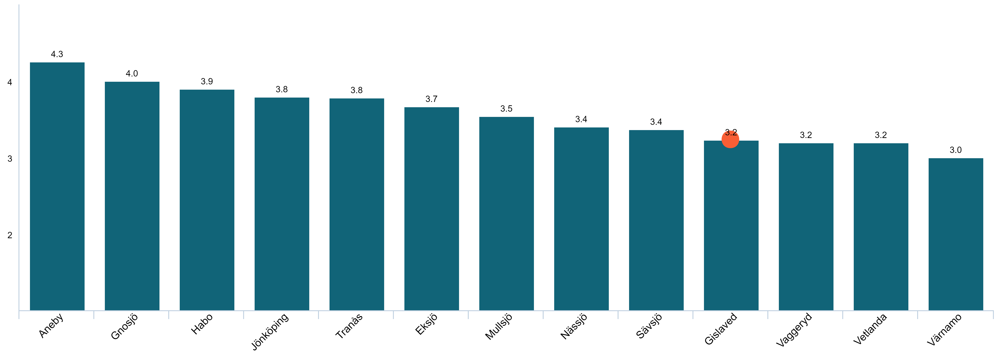 4.3
4.0
3.9
3.8
3.8
3.7
3.5
3.4
3.4
3.2
3.2
3.2
3.0
4
3
2
Aneby
Gnosjö
Habo
Jönköping
Tranås
Eksjö
Mullsjö
Nässjö
Sävsjö
Gislaved
Vaggeryd
Vetlanda
Värnamo